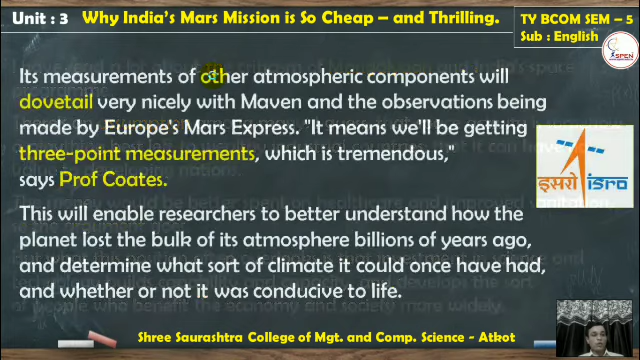 Unit : 3
Why India's Mars Mission is So Cheap – and Thrilling.
TY BCOM SEM – 5
Sub : English
SPEN
Its measurements of other atmospheric components will
dovetail very nicely with Maven and the observations being
made by Europe's Mars Express. "It means we'll be getting
three-point measurements, which is tremendous,"
says Prof Coates.
This will enable researchers to better understand how the
planet lost the bulk of its atmosphere billions of years ago,
and determine what sort of climate it could once have had,
and whether or not it was conducive to life.
इसरो isro
Shree Saurashtra College of Mgt. and Comp. Science - Atkot